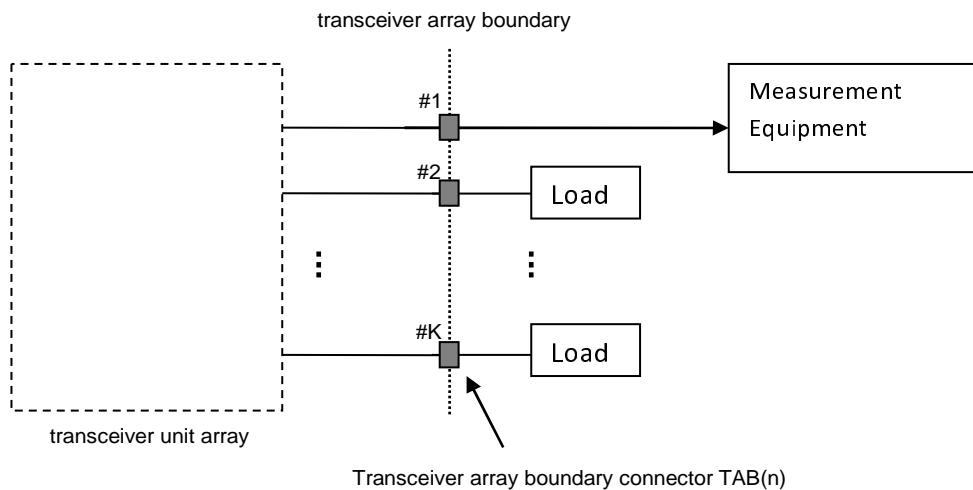 transceiver array boundary
#1
Measurement
Equipment
#2
Load
#K
Load
transceiver unit array
Transceiver array boundary connector TAB(n)